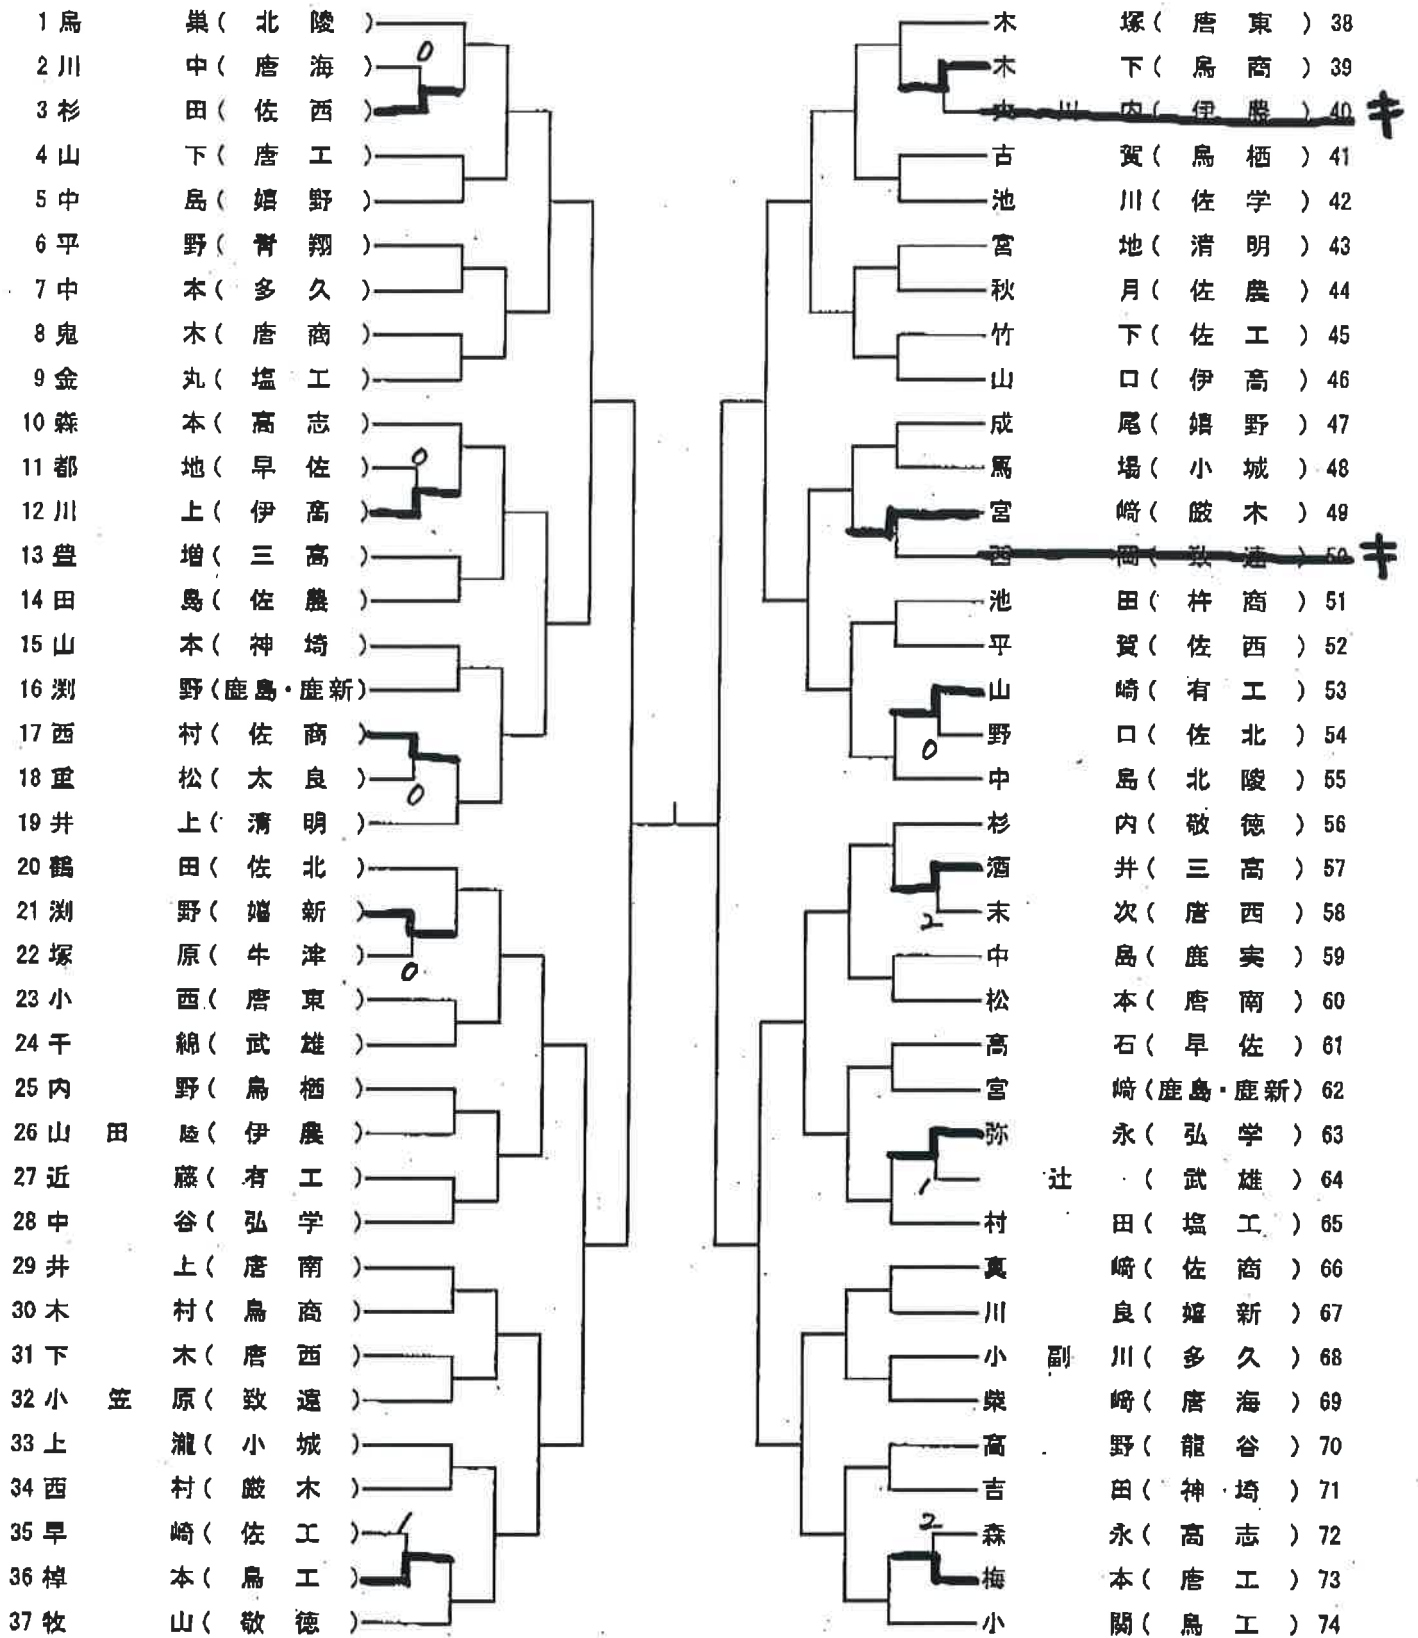 1 烏 巣( 北 陵 )
2 川 中( 唐 海 )
0
3 杉 田( 佐 西 )
4 山 下( 唐 工 )
5 中 島( 嬉 野 )
6 平 野( 青 翔 )
7 中 本( 多 久 )
8 鬼 木( 唐 商 )
9 金 丸( 塩 工 )
10 森 本( 高 志 )
11 都 地( 早 佐 )
0
12 川 上( 伊 高 )
13 豊 増( 三 高 )
14 田 島( 佐 農 )
15 山 本( 神 埼 )
16 渕 野(鹿島・鹿新)
17 西 村( 佐 商 )
18 重 松( 太 良 )
0
19 井 上( 清 明 )
20 鶴 田( 佐 北 )
21 渕 野( 嬉 新 )
22 塚 原( 牛 津 )
0
23 小 西( 唐 東 )
24 干 綿( 武 雄 )
25 内 野( 鳥 栖 )
26 山 田 陸( 伊 農 )
27 近 藤( 有 工 )
28 中 谷( 弘 学 )
29 井 上( 唐 南 )
30 木 村( 鳥 商 )
31 下 木( 唐 西 )
32 小 笠 原( 致 遠 )
33 上 瀧( 小 城 )
34 西 村( 厳 木 )
35 早 崎( 佐 工 )
1
36 樟 本( 鳥 工 )
37 牧 山( 敬 徳 )
木 塚( 唐 東 ) 38
木 下( 鳥 商 ) 39
川 内( 伊 勝 ) 40 キ
古 賀( 鳥 栖 ) 41
池 川( 佐 学 ) 42
宮 地( 清 明 ) 43
秋 月( 佐 農 ) 44
竹 下( 佐 工 ) 45
山 口( 伊 高 ) 46
成 尾( 嬉 野 ) 47
馬 場( 小 城 ) 48
宮 﨑( 厳 木 ) 49
西 岡( 致 遠 ) 50 キ
池 田( 杵 商 ) 51
平 賀( 佐 西 ) 52
山 崎( 有 工 ) 53
野 口( 佐 北 ) 54
0
中 島( 北 陵 ) 55
杉 内( 敬 徳 ) 56
酒 井( 三 高 ) 57
末 次( 唐 西 ) 58
2
中 島( 鹿 実 ) 59
松 本( 唐 南 ) 60
高 石( 早 佐 ) 61
宮 﨑(鹿島・鹿新) 62
弥 永( 弘 学 ) 63
辻 ( 武 雄 ) 64
1
村 田( 塩 工 ) 65
真 﨑( 佐 商 ) 66
川 良( 嬉 新 ) 67
小 副 川( 多 久 ) 68
柴 﨑( 唐 海 ) 69
高 野( 龍 谷 ) 70
吉 田( 神 埼 ) 71
2
森 永( 高 志 ) 72
梅 本( 唐 工 ) 73
小 関( 鳥 工 ) 74